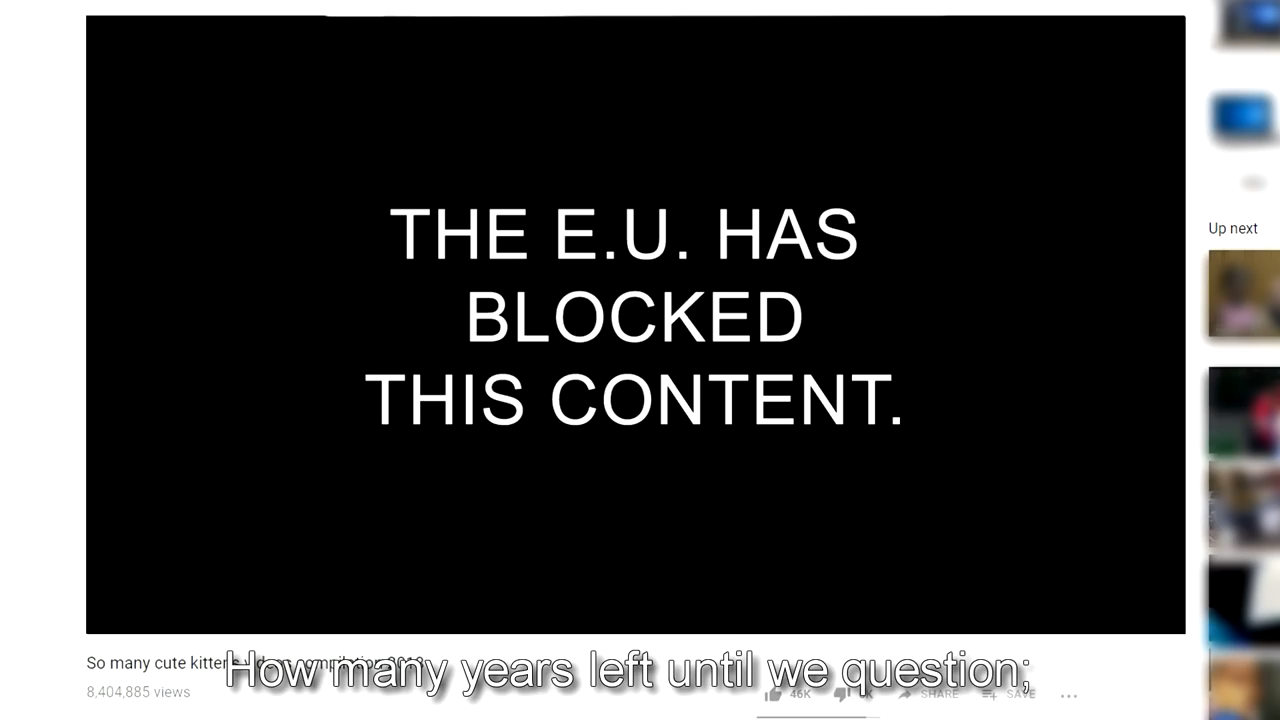 THE E.U. HAS
BLOCKED
THIS CONTENT.
Up next
So many cute kittens
How many years left until we question;
8,404,885 views
46K
SHARE
SAVE